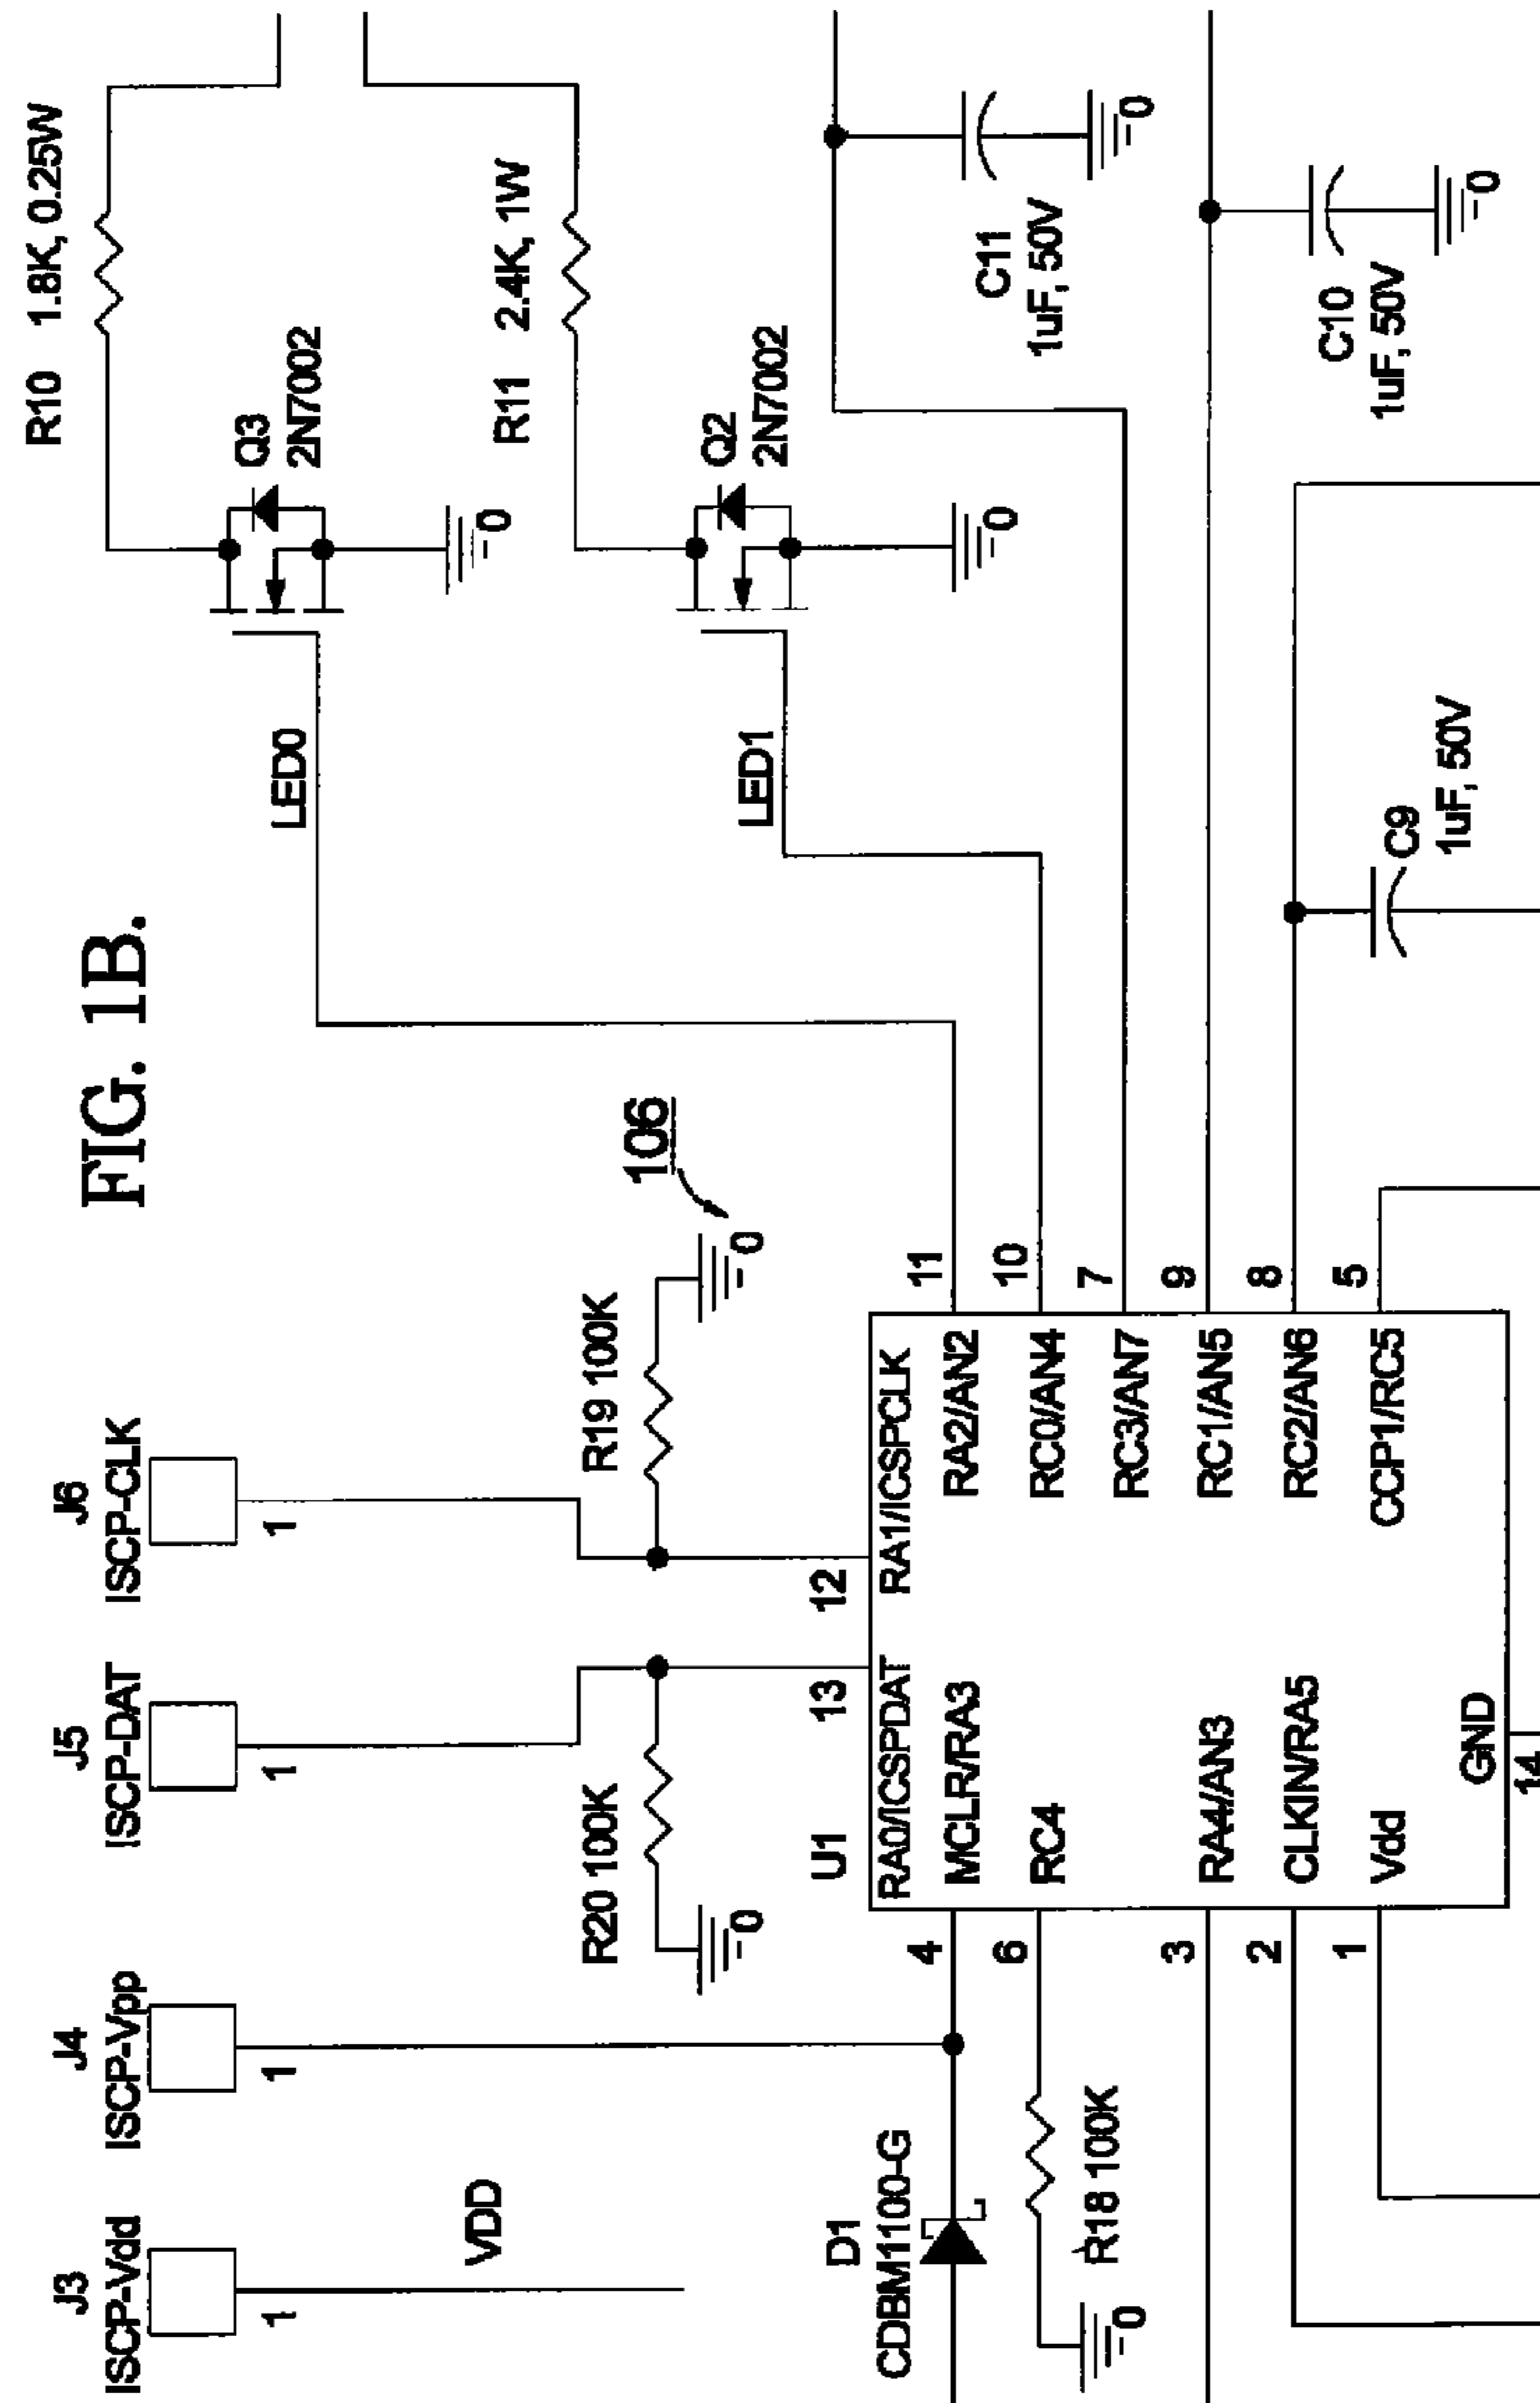 FIG. 1B.
J3
ISCP-Vdd
1
VDD
J4
ISCP-Vpp
1
J5
ISCP-DAT
1
J6
ISCP-CLK
1
R20 100K
0
R19 100K
0
106
D1
CDBM1100-G
R18 100K
0
U1
13
12
RA0/ICSPDAT
RA1/ICSPCLK
4
MCLR/RA3
RA2/AN2
11
6
RC4
RC0/AN4
10
RC3/AN7
7
3
RA4/AN3
RC1/AN5
9
2
CLKIN/RA5
RC2/AN6
8
1
Vdd
CCP1/RC5
5
GND
14
LED0
LED1
R10 1.8K, 0.25W
Q3
2N7002
0
R11 2.4K, 1W
Q2
2N7002
0
C11
1uF, 50V
0
C10
1uF, 50V
0
C9
1uF, 50V